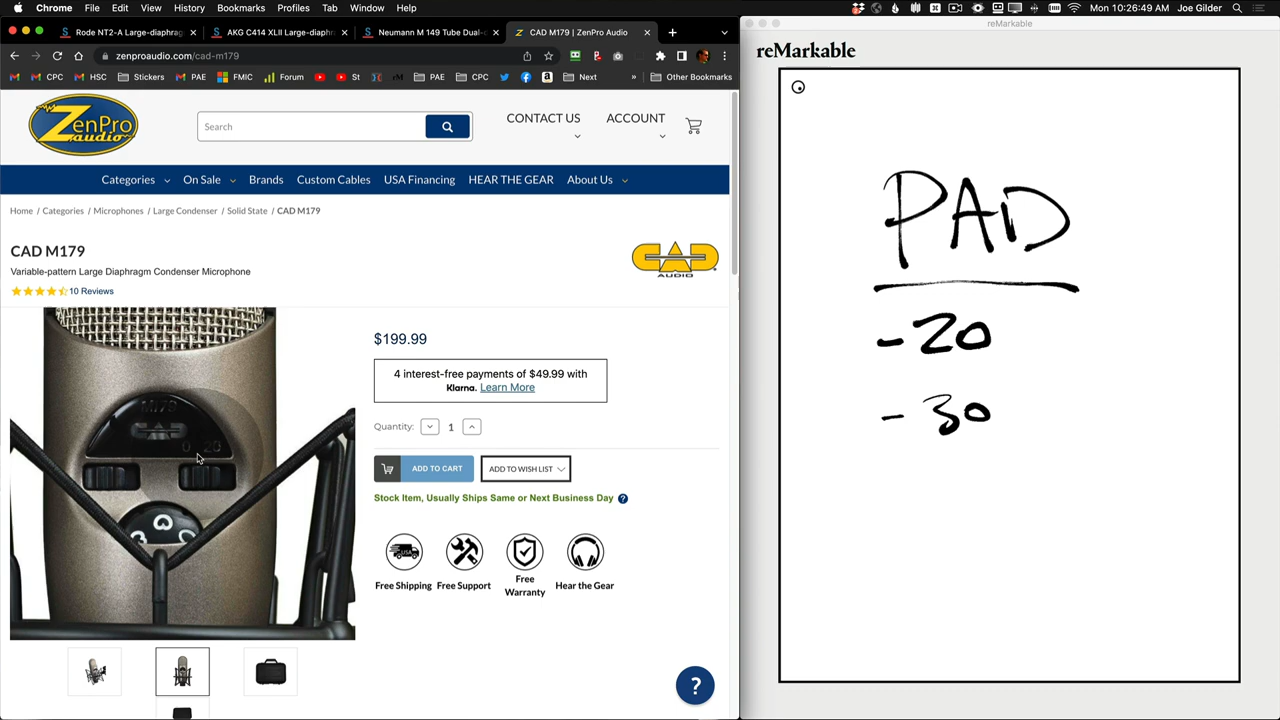 Chrome File Edit View History Bookmarks Profiles Tab Window Help Mon 10:26:49 AM Joe Gilder
Rode NT2-A Large-diaphrag
AKG C414 XLII Large-diaph
Neumann M 149 Tube Dual-c
CAD M179 | ZenPro Audio
zenproaudio.com/cad-m179
CPC HSC Stickers PAE FMIC Forum St rM PAE CPC Next » Other Bookmarks
ZenPro audio
Search
CONTACT US
ACCOUNT
Categories On Sale Brands Custom Cables USA Financing HEAR THE GEAR About Us
Home / Categories / Microphones / Large Condenser / Solid State / CAD M179
CAD M179
Variable-pattern Large Diaphragm Condenser Microphone
10 Reviews
CAD
AUDIO
M179
0 20
$199.99
4 interest-free payments of $49.99 with
Klarna. Learn More
Quantity: 1
ADD TO CART
ADD TO WISH LIST
Stock Item, Usually Ships Same or Next Business Day ?
USA
Free Shipping
Free Support
Free
Warranty
Hear the Gear
?
reMarkable
reMarkable
PAD
-20
-30